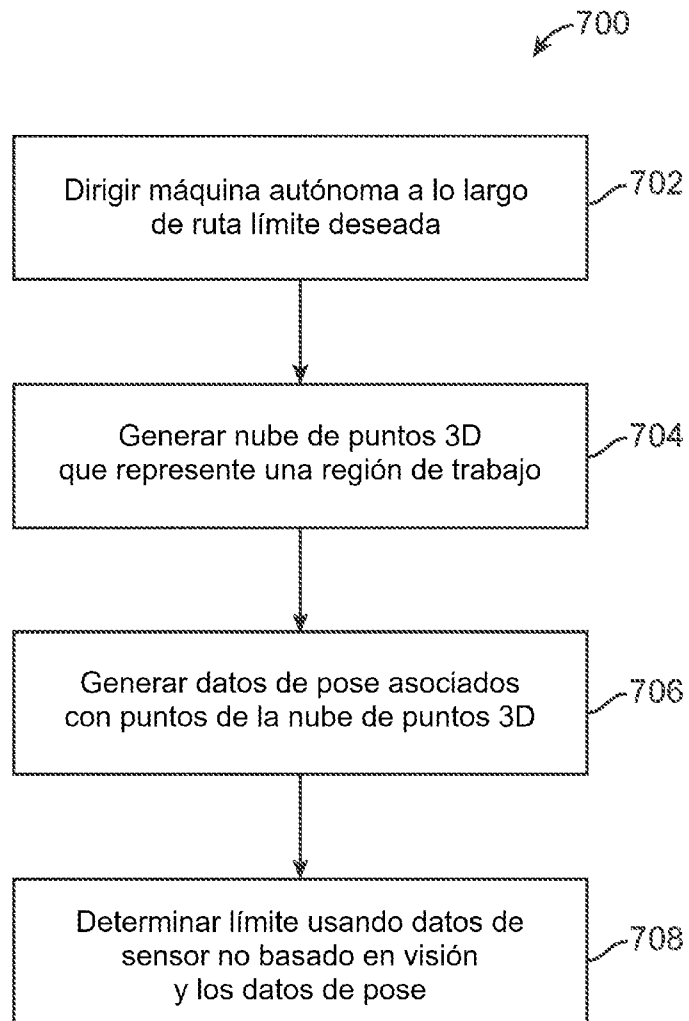 700
Dirigir máquina autónoma a lo largo
de ruta límite deseada
702
Generar nube de puntos 3D
que represente una región de trabajo
704
Generar datos de pose asociados
con puntos de la nube de puntos 3D
706
Determinar límite usando datos de
sensor no basado en visión
y los datos de pose
708